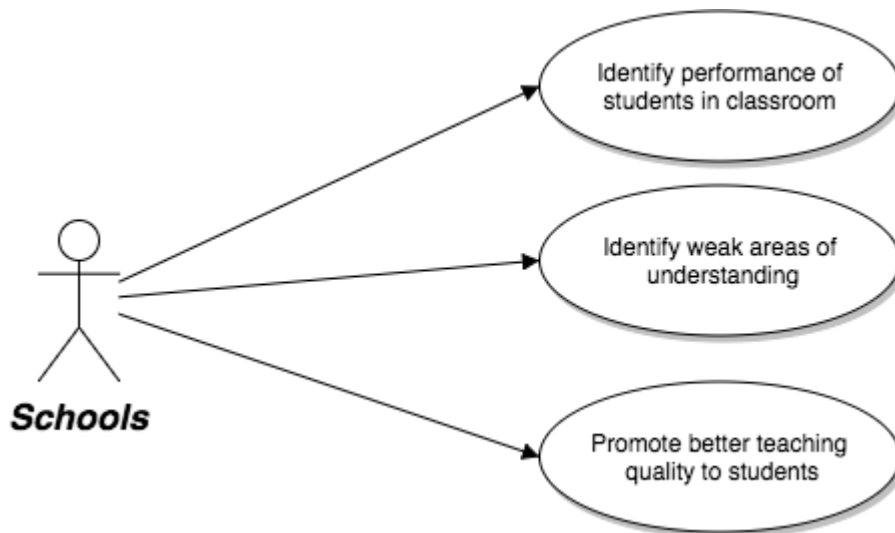 Identify performance of
students in classroom
Identify weak areas of
understanding
Schools
Promote better teaching
quality to students